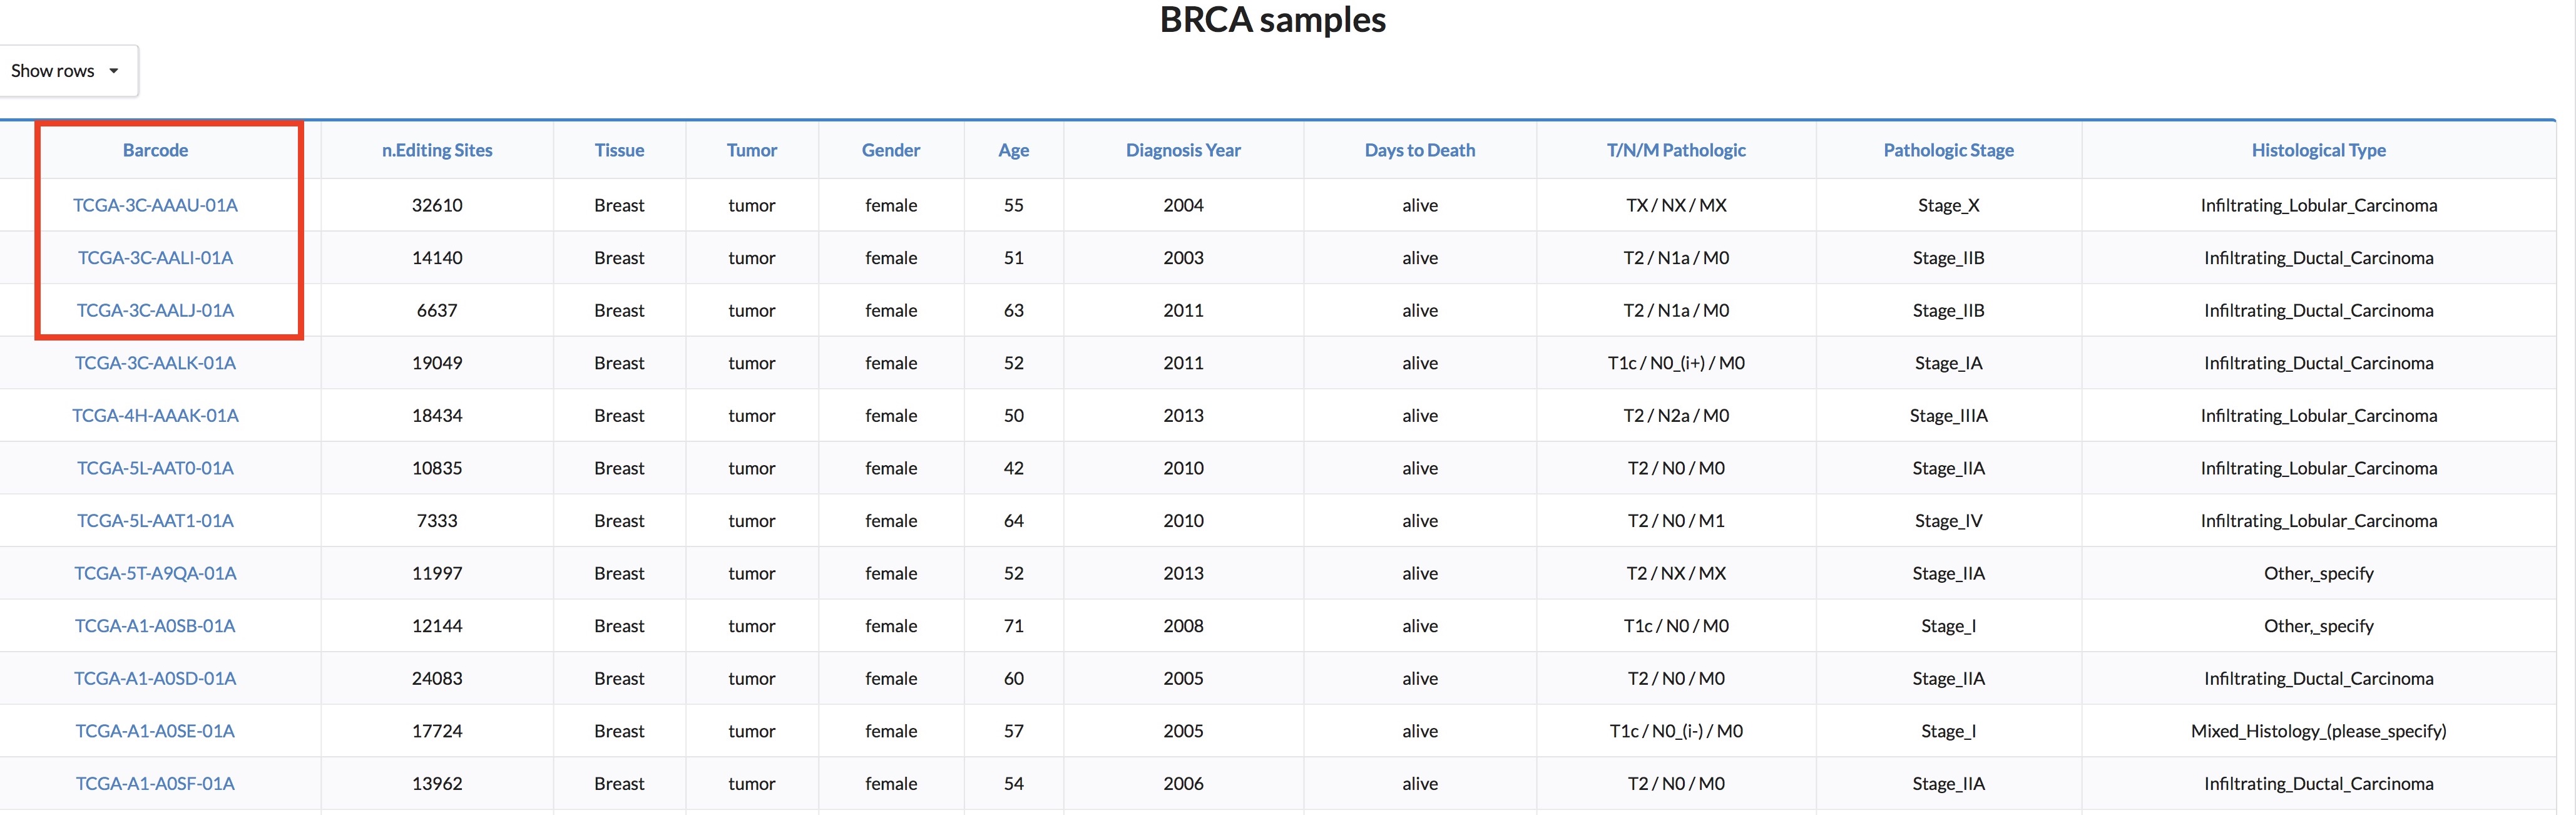 BRCA samples
Show rows
Barcode n.Editing Sites Tissue Tumor Gender Age Diagnosis Year Days to Death T/N/M Pathologic Pathologic Stage Histological Type
TCGA-3C-AAAU-01A 32610 Breast tumor female 55 2004 alive TX / NX / MX Stage_X Infiltrating_Lobular_Carcinoma
TCGA-3C-AALI-01A 14140 Breast tumor female 51 2003 alive T2 / N1a / M0 Stage_IIB Infiltrating_Ductal_Carcinoma
TCGA-3C-AALJ-01A 6637 Breast tumor female 63 2011 alive T2 / N1a / M0 Stage_IIB Infiltrating_Ductal_Carcinoma
TCGA-3C-AALK-01A 19049 Breast tumor female 52 2011 alive T1c / N0_(i+) / M0 Stage_IA Infiltrating_Ductal_Carcinoma
TCGA-4H-AAAK-01A 18434 Breast tumor female 50 2013 alive T2 / N2a / M0 Stage_IIIA Infiltrating_Lobular_Carcinoma
TCGA-5L-AAT0-01A 10835 Breast tumor female 42 2010 alive T2 / N0 / M0 Stage_IIA Infiltrating_Lobular_Carcinoma
TCGA-5L-AAT1-01A 7333 Breast tumor female 64 2010 alive T2 / N0 / M1 Stage_IV Infiltrating_Lobular_Carcinoma
TCGA-5T-A9QA-01A 11997 Breast tumor female 52 2013 alive T2 / NX / MX Stage_IIA Other,_specify
TCGA-A1-A0SB-01A 12144 Breast tumor female 71 2008 alive T1c / N0 / M0 Stage_I Other,_specify
TCGA-A1-A0SD-01A 24083 Breast tumor female 60 2005 alive T2 / N0 / M0 Stage_IIA Infiltrating_Ductal_Carcinoma
TCGA-A1-A0SE-01A 17724 Breast tumor female 57 2005 alive T1c / N0_(i-) / M0 Stage_I Mixed_Histology_(please_specify)
TCGA-A1-A0SF-01A 13962 Breast tumor female 54 2006 alive T2 / N0 / M0 Stage_IIA Infiltrating_Ductal_Carcinoma